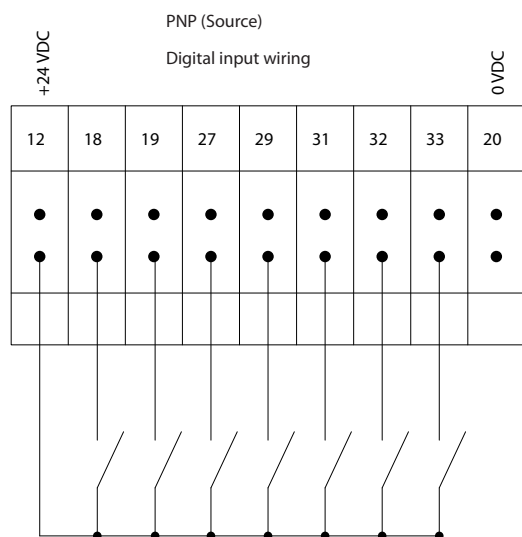 PNP (Source)
Digital input wiring
+24 VDC
0 VDC
12 18 19 27 29 31 32 33 20